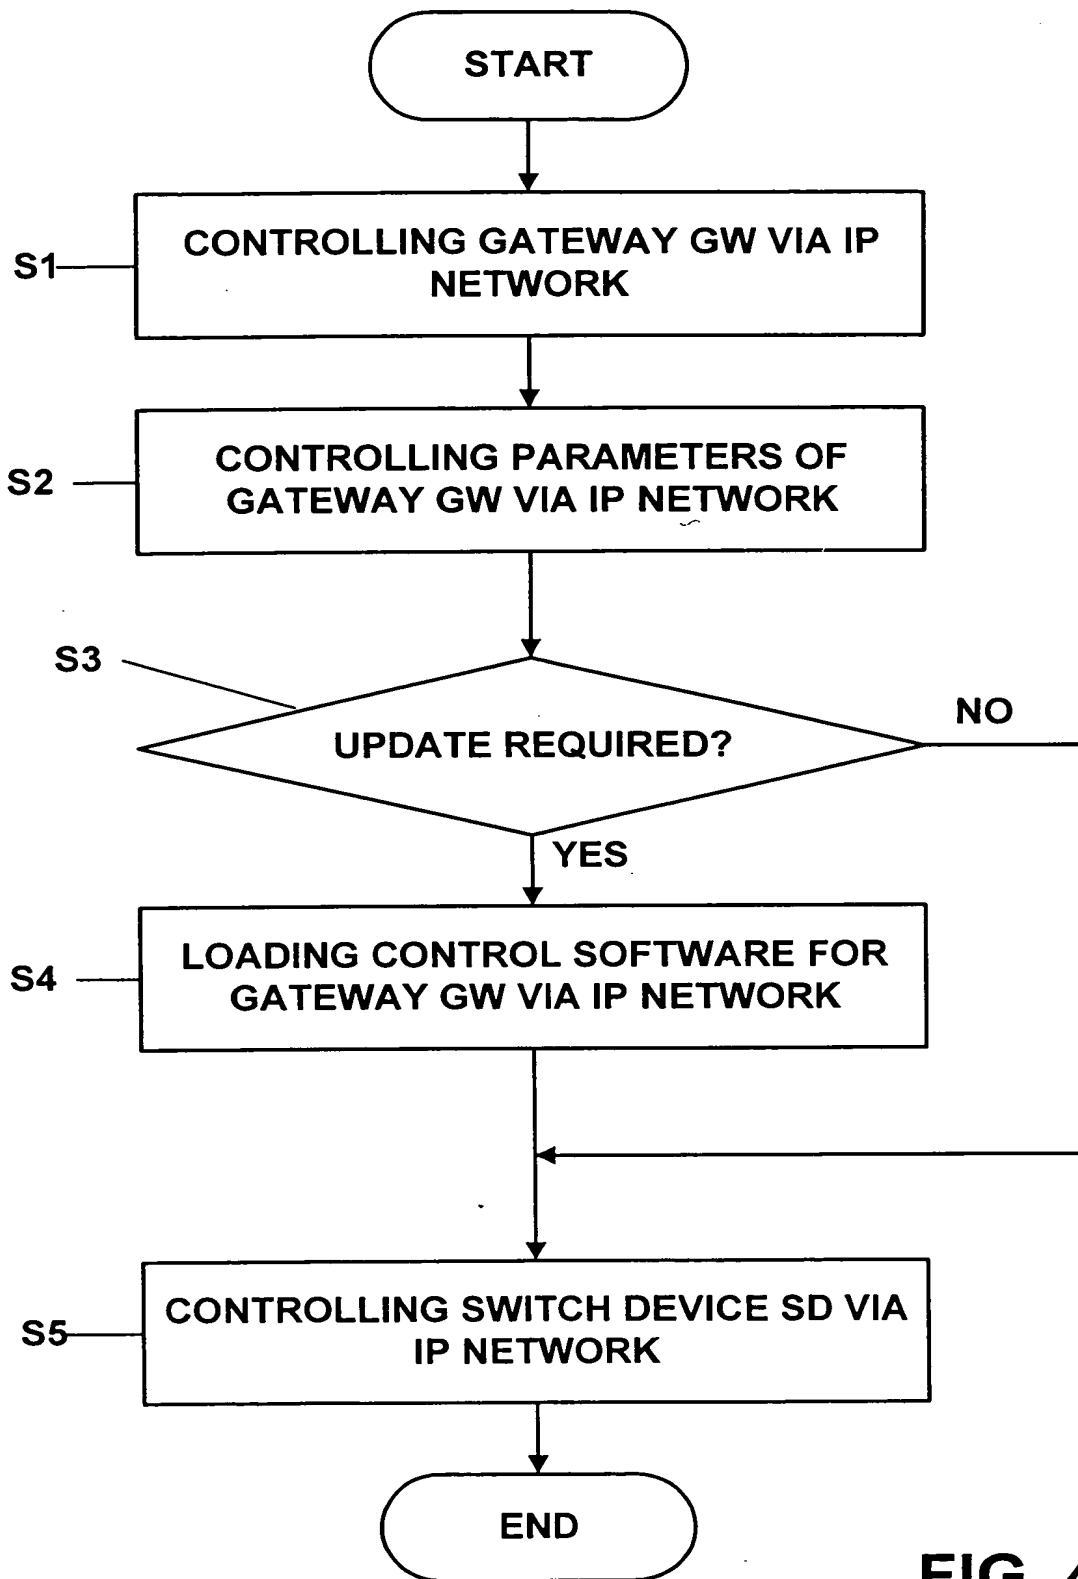 START
S1
CONTROLLING GATEWAY GW VIA IP
NETWORK
S2
CONTROLLING PARAMETERS OF
GATEWAY GW VIA IP NETWORK
S3
UPDATE REQUIRED?
NO
YES
S4
LOADING CONTROL SOFTWARE FOR
GATEWAY GW VIA IP NETWORK
S5
CONTROLLING SWITCH DEVICE SD VIA
IP NETWORK
END
FIG.